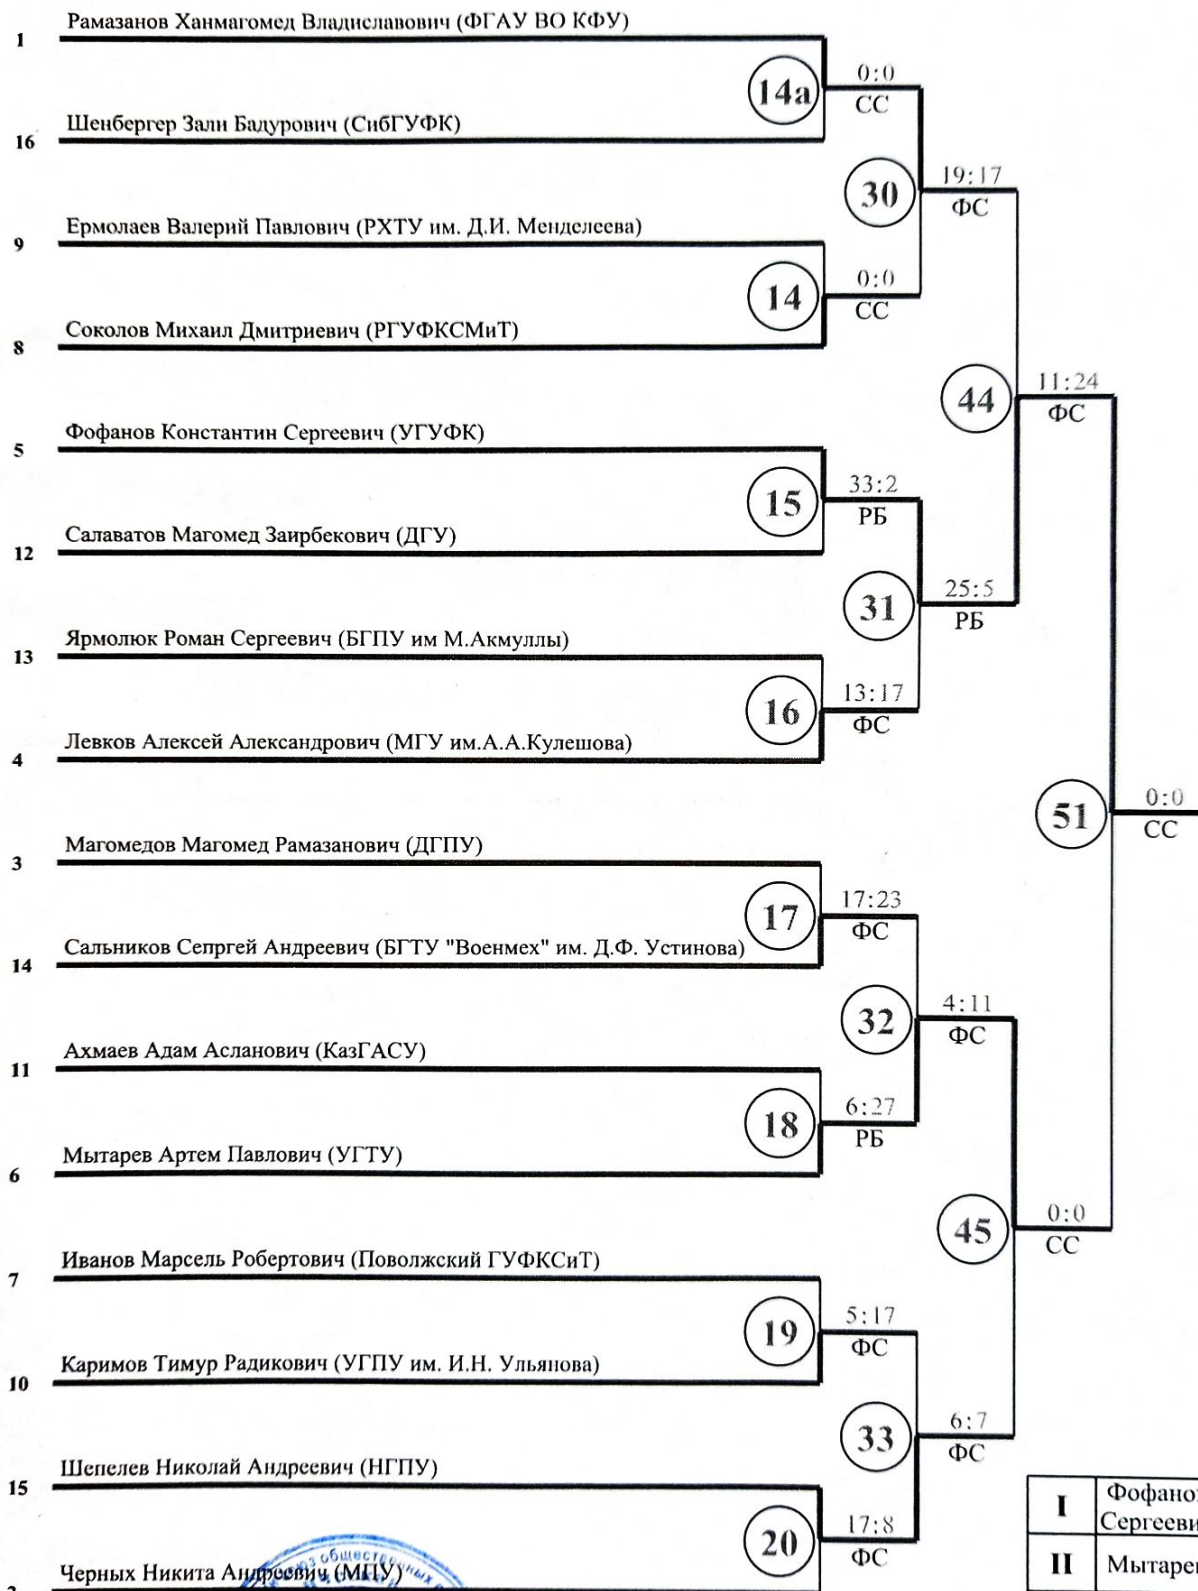 Рамазанов Ханмагомед Владиславович (ФГАУ ВО КФУ)
1
14а
0:0
СС
Шенбергер Зали Бадурович (СибГУФК)
16
30
19:17
ФС
Ермолаев Валерий Павлович (РХТУ им. Д.И. Менделеева)
9
14
0:0
СС
Соколов Михаил Дмитриевич (РГУФКСМиТ)
8
44
11:24
ФС
Фофанов Константин Сергеевич (УГУФК)
5
15
33:2
РБ
Салаватов Магомед Заирбекович (ДГУ)
12
31
25:5
РБ
Ярмолюк Роман Сергеевич (БГПУ им М.Акмуллы)
13
16
13:17
ФС
Левков Алексей Александрович (МГУ им.А.А.Кулешова)
4
51
0:0
СС
Магомедов Магомед Рамазанович (ДГПУ)
3
17
17:23
ФС
Сальников Сепргей Андреевич (БГТУ "Военмех" им. Д.Ф. Устинова)
14
32
4:11
ФС
Ахмаев Адам Асланович (КазГАСУ)
11
18
6:27
РБ
Мытарев Артем Павлович (УГТУ)
6
45
0:0
СС
Иванов Марсель Робертович (Поволжский ГУФКСиТ)
7
19
5:17
ФС
Каримов Тимур Радикович (УГПУ им. И.Н. Ульянова)
10
33
6:7
ФС
Шепелев Николай Андреевич (НГПУ)
15
20
17:8
ФС
I
Фофанов
Сергееви
II
Мытарев
общественных
Черных Никита Андреевич (МПУ)